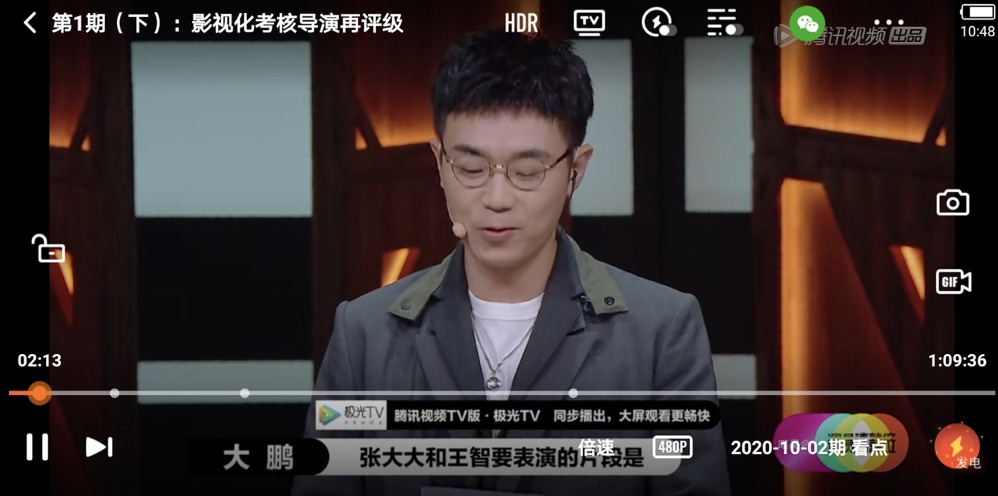 第1期（下）：影视化考核导演再评级
HDR
TV
腾讯视频 出品
10:48
GIF
02:13
1:09:36
极光TV
腾讯视频TV版·极光TV 同步播出，大屏观看更畅快
倍速
480P
2020-10-02期 看点
大鹏
张大大和王智要表演的片段是
发电